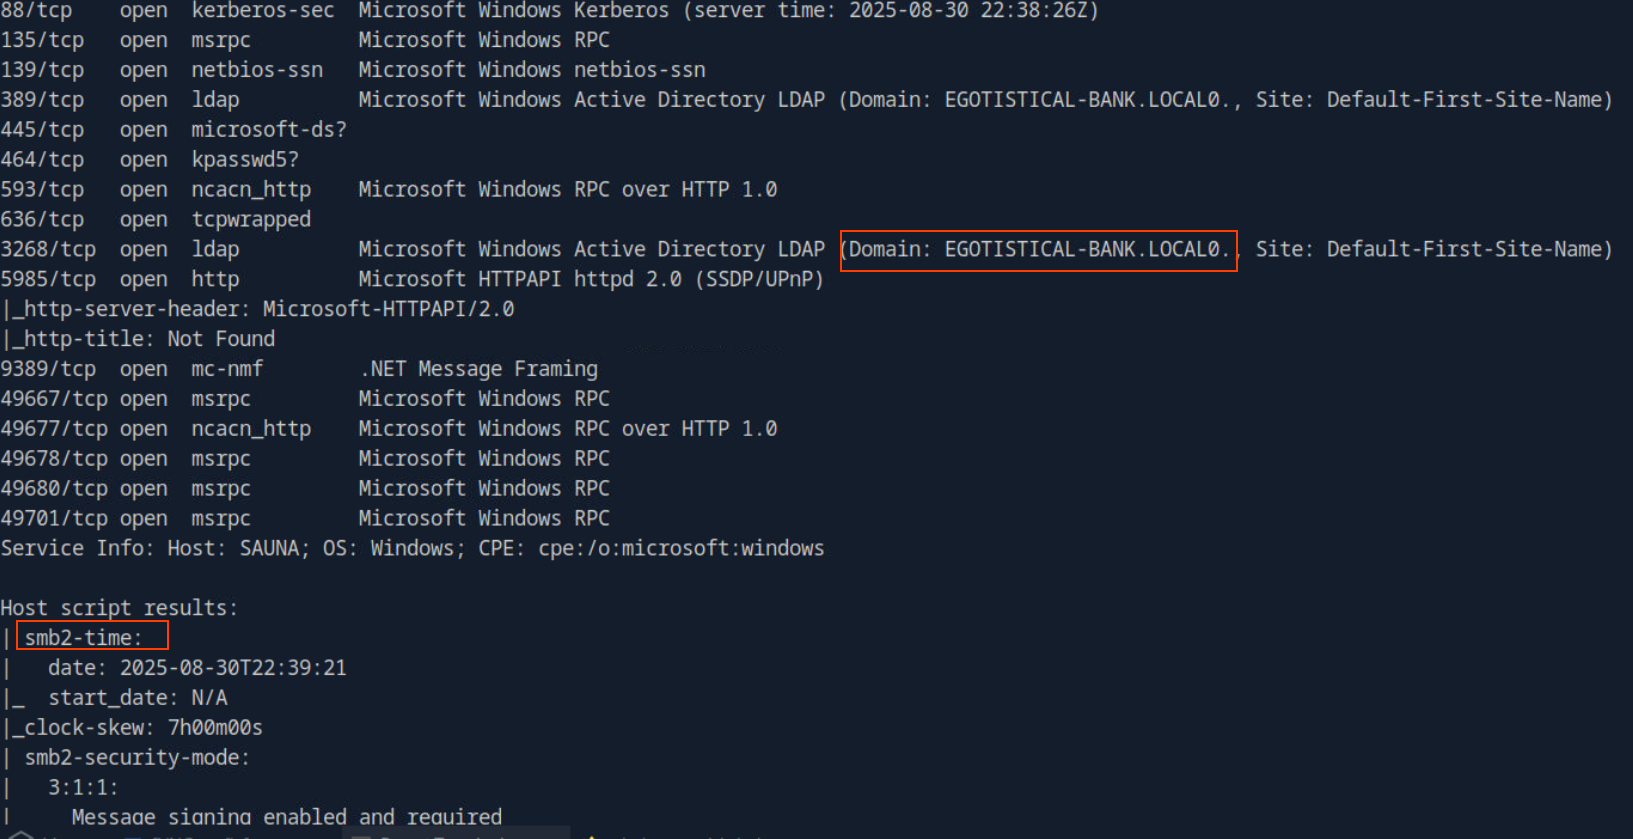 88/tcp open kerberos-sec Microsoft Windows Kerberos (server time: 2025-08-30 22:38:26Z)
135/tcp open msrpc Microsoft Windows RPC
139/tcp open netbios-ssn Microsoft Windows netbios-ssn
389/tcp open ldap Microsoft Windows Active Directory LDAP (Domain: EGOTISTICAL-BANK.LOCAL0., Site: Default-First-Site-Name)
445/tcp open microsoft-ds?
464/tcp open kpasswd5?
593/tcp open ncacn_http Microsoft Windows RPC over HTTP 1.0
636/tcp open tcpwrapped
3268/tcp open ldap Microsoft Windows Active Directory LDAP (Domain: EGOTISTICAL-BANK.LOCAL0., Site: Default-First-Site-Name)
5985/tcp open http Microsoft HTTPAPI httpd 2.0 (SSDP/UPnP)
|_http-server-header: Microsoft-HTTPAPI/2.0
|_http-title: Not Found
9389/tcp open mc-nmf .NET Message Framing
49667/tcp open msrpc Microsoft Windows RPC
49677/tcp open ncacn_http Microsoft Windows RPC over HTTP 1.0
49678/tcp open msrpc Microsoft Windows RPC
49680/tcp open msrpc Microsoft Windows RPC
49701/tcp open msrpc Microsoft Windows RPC
Service Info: Host: SAUNA; OS: Windows; CPE: cpe:/o:microsoft:windows
Host script results:
| smb2-time:
|   date: 2025-08-30T22:39:21
|_  start_date: N/A
|_clock-skew: 7h00m00s
| smb2-security-mode:
|   3:1:1:
|     Message signing enabled and required